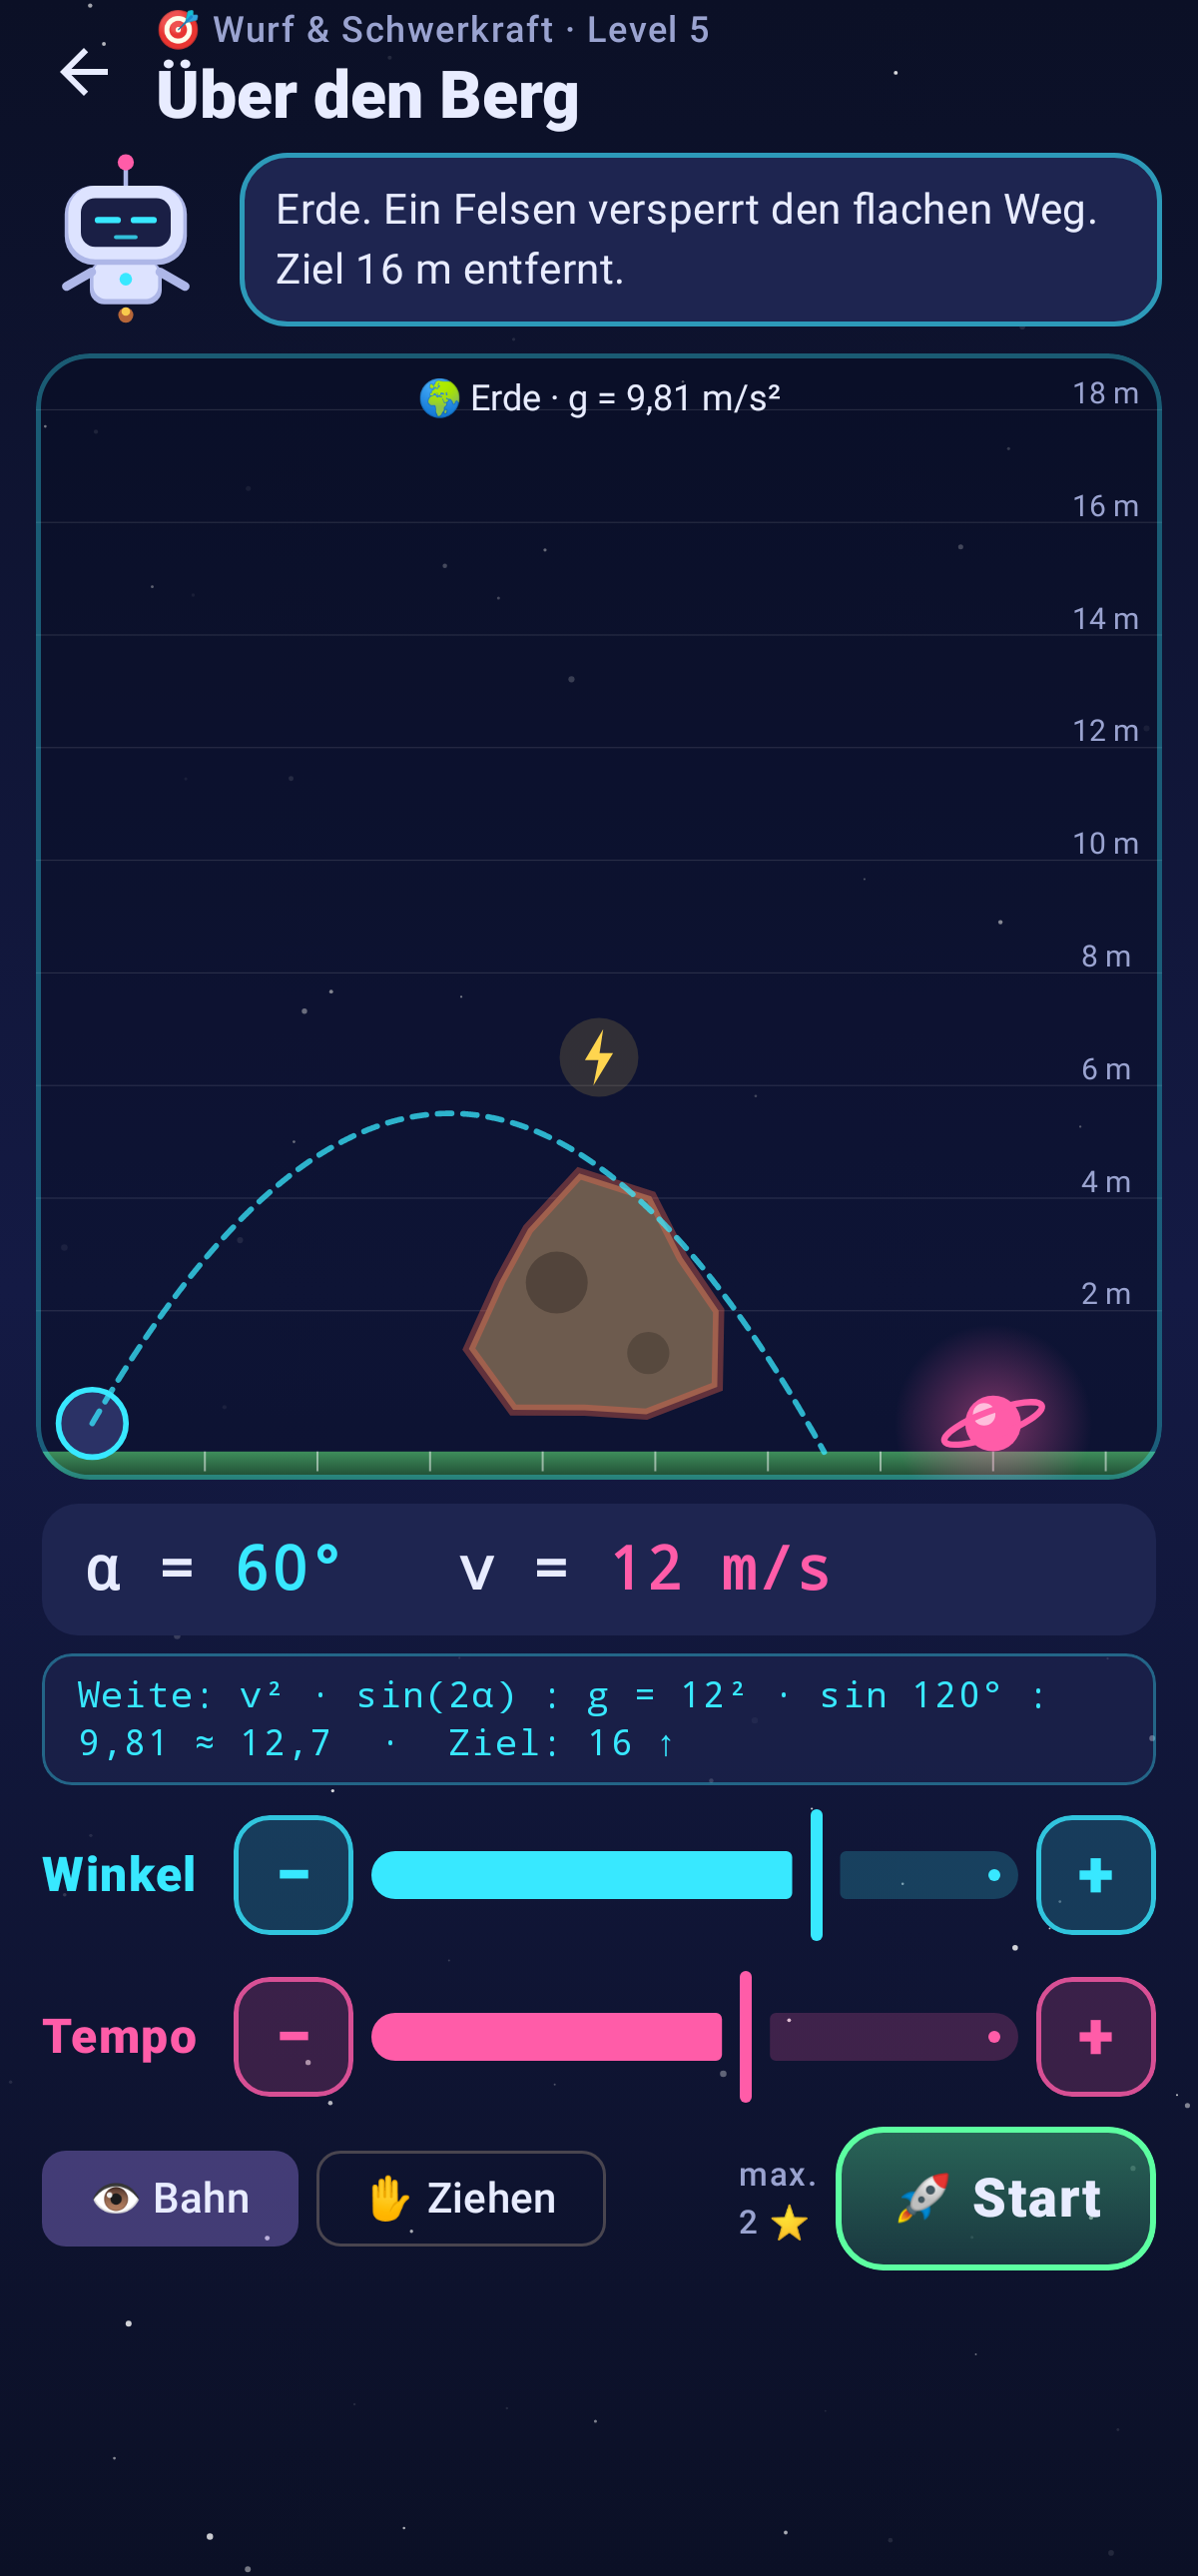 🎯 Wurf & Schwerkraft · Level 5
Über den Berg
Erde. Ein Felsen versperrt den flachen Weg.
Ziel 16 m entfernt.
🌍 Erde · g = 9,81 m/s²
18 m
16 m
14 m
12 m
10 m
8 m
6 m
4 m
2 m
α = 60° v = 12 m/s
Weite: v² · sin(2α) : g = 12² · sin 120° :
9,81 ≈ 12,7 · Ziel: 16 ↑
Winkel − +
Tempo − +
👁️ Bahn
✋ Ziehen
max.
2 ⭐
🚀 Start